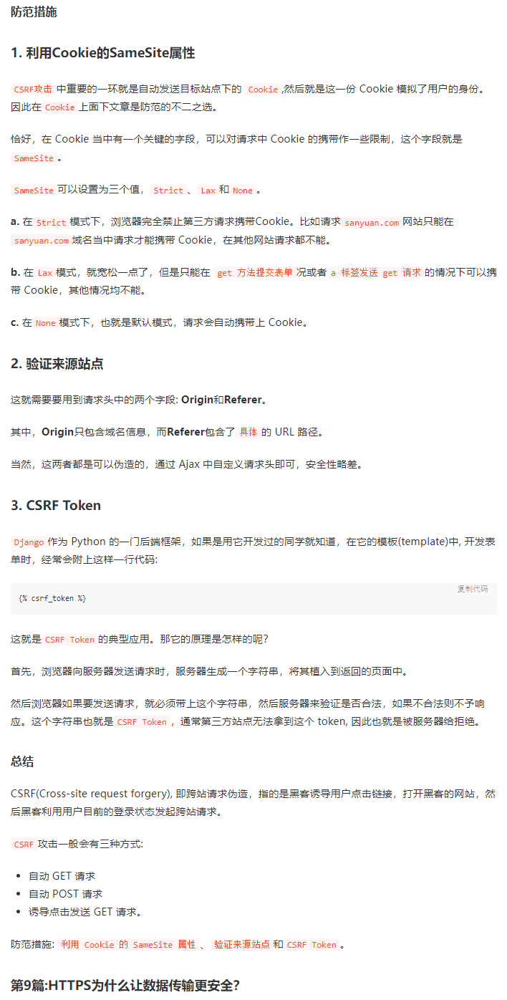 防范措施
1. 利用Cookie的SameSite属性
CSRF攻击 中重要的一环就是自动发送目标站点下的 Cookie ,然后就是这一份 Cookie 模拟了用户的身份。
因此在 Cookie 上面下文章是防范的不二之选。
恰好，在 Cookie 当中有一个关键的字段，可以对请求中 Cookie 的携带作一些限制，这个字段就是
SameSite 。
SameSite 可以设置为三个值， Strict 、 Lax 和 None 。
a. 在 Strict 模式下，浏览器完全禁止第三方请求携带Cookie。比如请求 sanyuan.com 网站只能在
sanyuan.com 域名当中请求才能携带 Cookie，在其他网站请求都不能。
b. 在 Lax 模式，就宽松一点了，但是只能在 get 方法提交表单 况或者 a 标签发送 get 请求 的情况下可以携
带 Cookie，其他情况均不能。
c. 在 None 模式下，也就是默认模式，请求会自动携带上 Cookie。
2. 验证来源站点
这就需要要用到请求头中的两个字段: Origin和Referer。
其中，Origin只包含域名信息，而Referer包含了 具体 的 URL 路径。
当然，这两者都是可以伪造的，通过 Ajax 中自定义请求头即可，安全性略差。
3. CSRF Token
Django 作为 Python 的一门后端框架，如果是用它开发过的同学就知道，在它的模板(template)中, 开发表
单时，经常会附上这样一行代码:
复制代码
{% csrf_token %}
这就是 CSRF Token 的典型应用。那它的原理是怎样的呢？
首先，浏览器向服务器发送请求时，服务器生成一个字符串，将其植入到返回的页面中。
然后浏览器如果要发送请求，就必须带上这个字符串，然后服务器来验证是否合法，如果不合法则不予响
应。这个字符串也就是 CSRF Token ，通常第三方站点无法拿到这个 token, 因此也就是被服务器给拒绝。
总结
CSRF(Cross-site request forgery), 即跨站请求伪造，指的是黑客诱导用户点击链接，打开黑客的网站，然
后黑客利用用户目前的登录状态发起跨站请求。
CSRF 攻击一般会有三种方式:
• 自动 GET 请求
• 自动 POST 请求
• 诱导点击发送 GET 请求。
防范措施: 利用 Cookie 的 SameSite 属性 、 验证来源站点 和 CSRF Token 。
第9篇:HTTPS为什么让数据传输更安全？